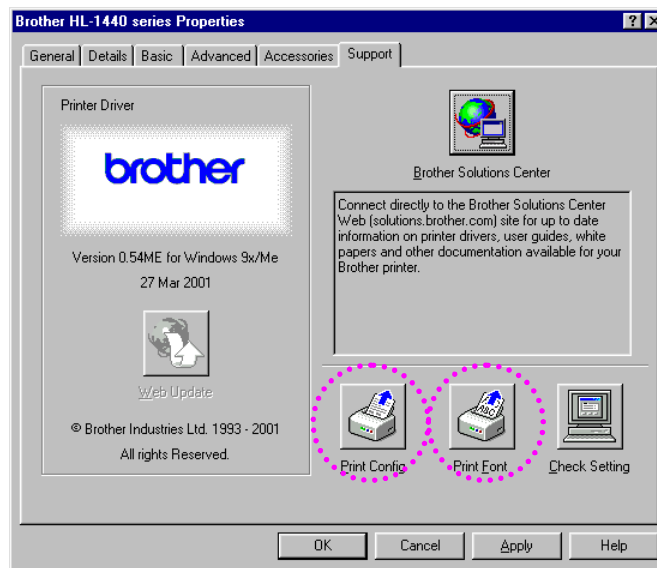 Brother HL-1440 series Properties
General Details Basic Advanced Accessories Support
Printer Driver
brother
Version 0.54ME for Windows 9x/Me
27 Mar 2001
Web Update
© Brother Industries Ltd. 1993 - 2001
All rights Reserved.
Brother Solutions Center
Connect directly to the Brother Solutions Center
Web (solutions.brother.com) site for up to date
information on printer drivers, user guides, white
papers and other documentation available for your
Brother printer.
Print Config Print Font Check Setting
ABC
OK Cancel Apply Help